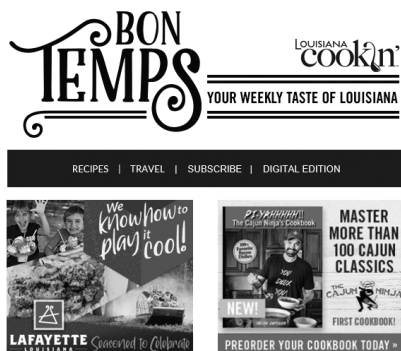 BON
TEMPS
LOUISIANA
cookin'
YOUR WEEKLY TASTE OF LOUISIANA
RECIPES | TRAVEL | SUBSCRIBE | DIGITAL EDITION
We
know how to
play it
cool!
LAFAYETTE
LOUISIANA
Seasoned to Celebrate
PI-YAHHHHH!!
The Cajun Ninja's Cookbook
NEW!
MASTER
MORE THAN
100 CAJUN
CLASSICS
THE
CAJUN NINJA
FIRST COOKBOOK!
PREORDER YOUR COOKBOOK TODAY »